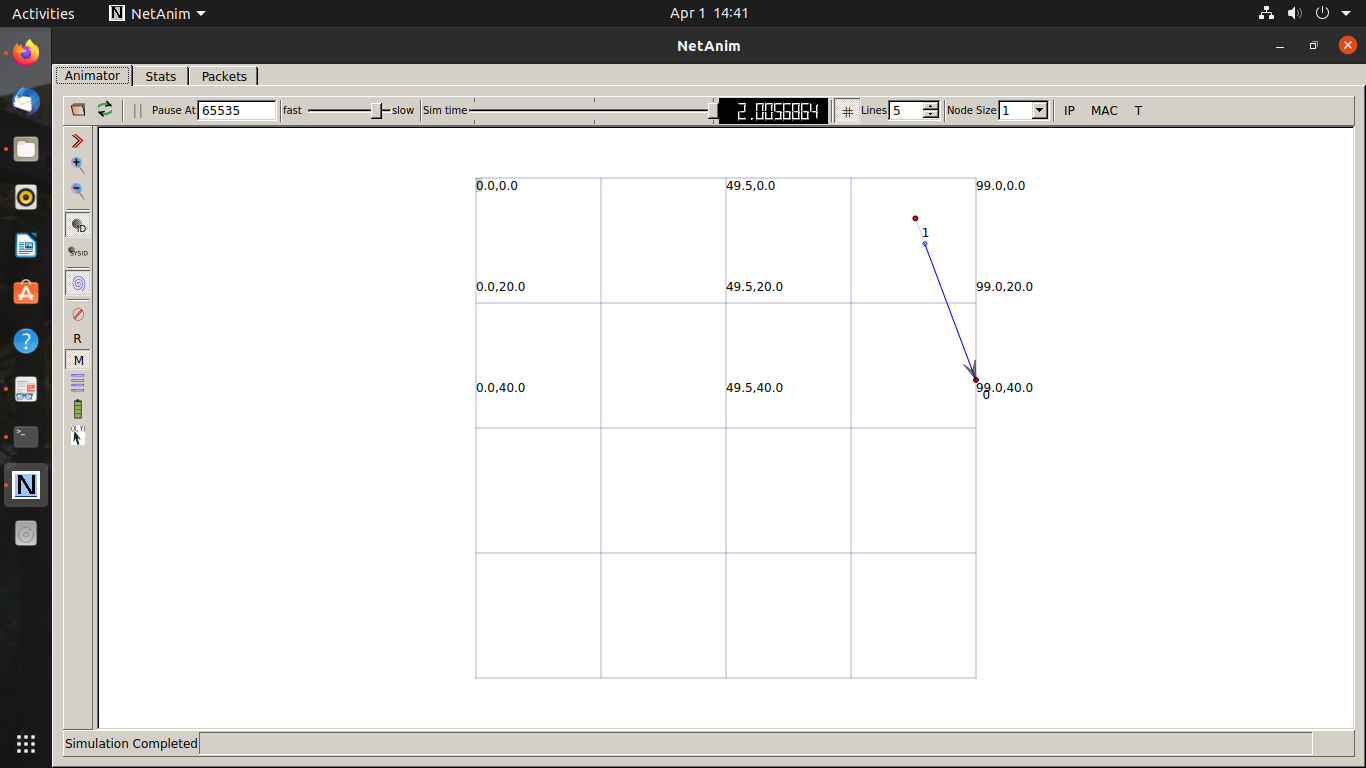 Activities NetAnim Apr 1 14:41
NetAnim
Animator Stats Packets
Pause At 65535 fast slow Sim time 2.0056864 Lines 5 Node Size 1 IP MAC T
0.0,0.0 49.5,0.0 99.0,0.0
ID
1
SYSID
0.0,20.0 49.5,20.0 99.0,20.0
R
M
0.0,40.0 49.5,40.0 99.0,40.0
0
(X, Y)
N
Simulation Completed